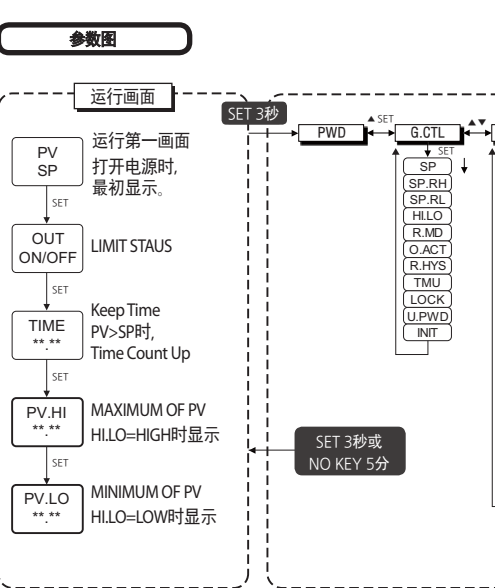 参数图
运行画面
PV
SP
运行第一画面
打开电源时,
最初显示。
SET
OUT
ON/OFF
LIMIT STAUS
SET
TIME
**.**
Keep Time
PV>SP时,
Time Count Up
SET
PV.HI
**.**
MAXIMUM OF PV
HI.LO=HIGH时显示
SET
PV.LO
**.**
MINIMUM OF PV
HI.LO=LOW时显示
SET 3秒
PWD
▲ SET
G.CTL
▲▼
SET
SP
SP.RH
SP.RL
HI.LO
R.MD
O.ACT
R.HYS
TMU
LOCK
U.PWD
INIT
SET 3秒或
NO KEY 5分